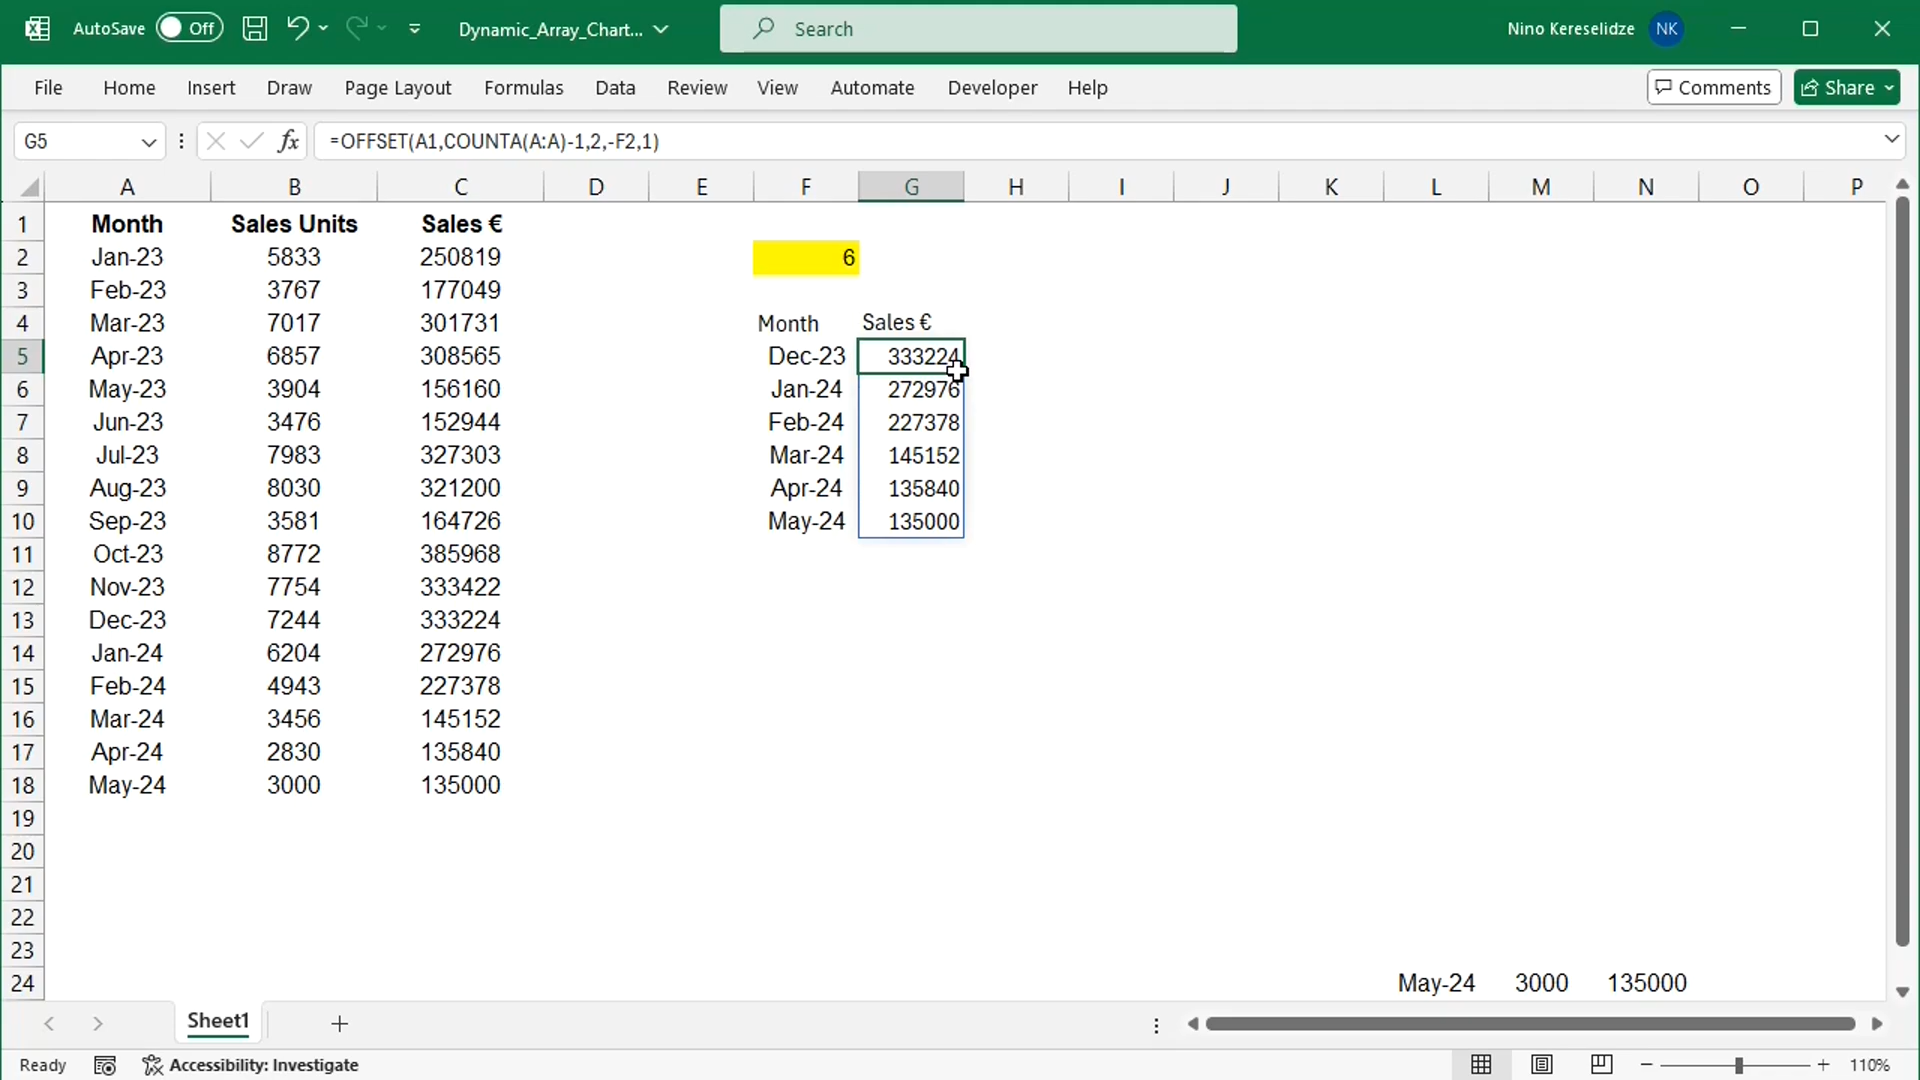 AutoSave Off Dynamic_Array_Chart... Search Nino Kereselidze NK
File Home Insert Draw Page Layout Formulas Data Review View Automate Developer Help Comments Share
G5 fx =OFFSET(A1,COUNTA(A:A)-1,2,-F2,1)
A B C D E F G H I J K L M N O P
1 Month Sales Units Sales €
2 Jan-23 5833 250819 6
3 Feb-23 3767 177049
4 Mar-23 7017 301731 Month Sales €
5 Apr-23 6857 308565 Dec-23 333224
6 May-23 3904 156160 Jan-24 272976
7 Jun-23 3476 152944 Feb-24 227378
8 Jul-23 7983 327303 Mar-24 145152
9 Aug-23 8030 321200 Apr-24 135840
10 Sep-23 3581 164726 May-24 135000
11 Oct-23 8772 385968
12 Nov-23 7754 333422
13 Dec-23 7244 333224
14 Jan-24 6204 272976
15 Feb-24 4943 227378
16 Mar-24 3456 145152
17 Apr-24 2830 135840
18 May-24 3000 135000
19
20
21
22
23
24 May-24 3000 135000
Sheet1
Ready Accessibility: Investigate 110%